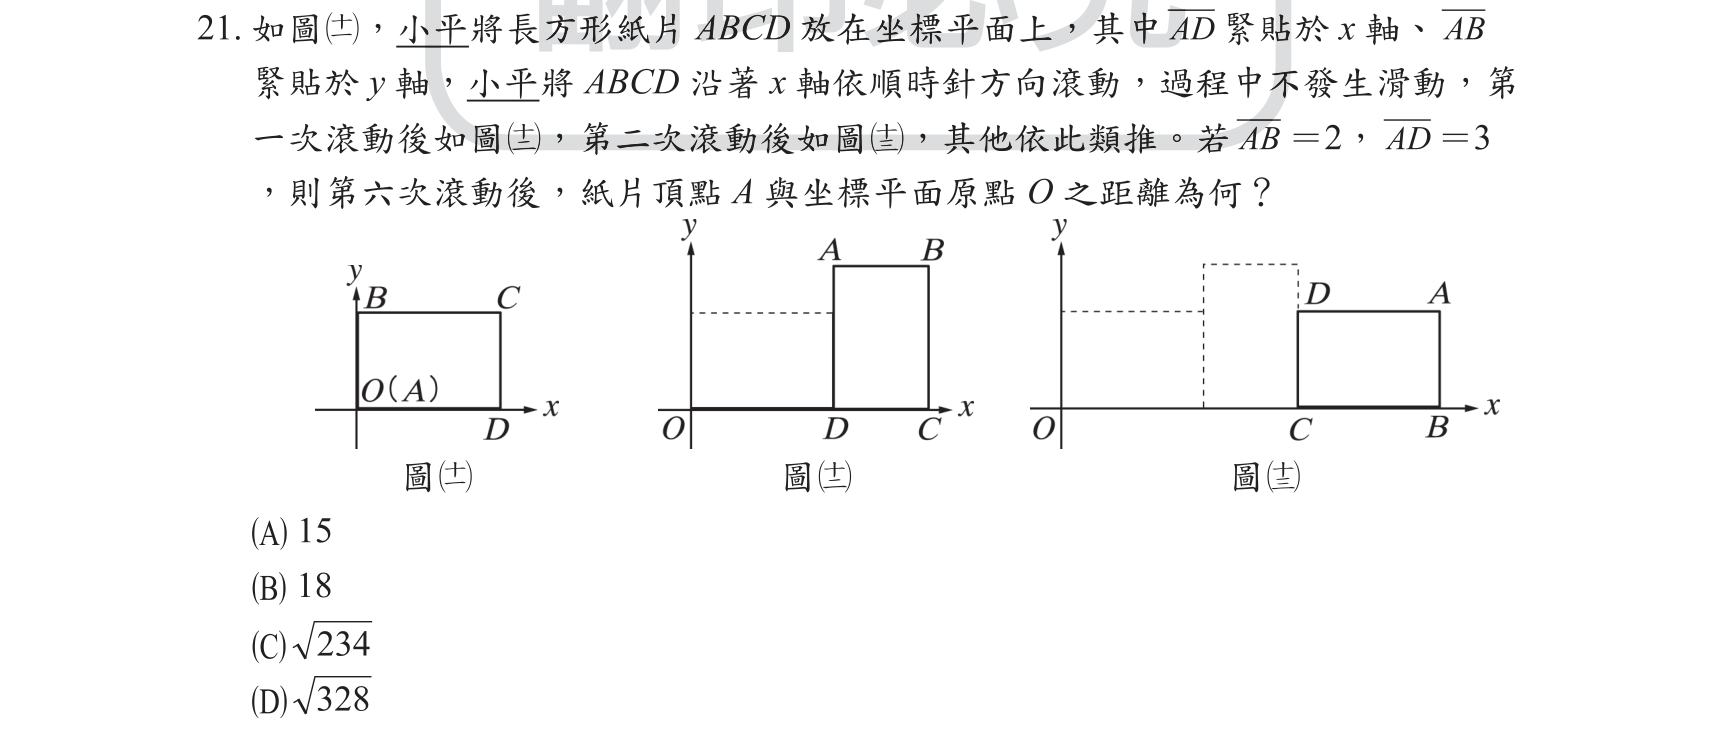 翻印必究
21. 如圖(十一)，小平將長方形紙片 ABCD 放在坐標平面上，其中 AD 緊貼於 x 軸、AB
緊貼於 y 軸，小平將 ABCD 沿著 x 軸依順時針方向滾動，過程中不發生滑動，第
一次滾動後如圖(十二)，第二次滾動後如圖(十三)，其他依此類推。若 AB＝2，AD＝3
，則第六次滾動後，紙片頂點 A 與坐標平面原點 O 之距離為何？
y
B C
O(A) x
D
圖(十一)
y
A B
O D C x
圖(十二)
y
D A
O C B x
圖(十三)
(A) 15
(B) 18
(C) √234
(D) √328